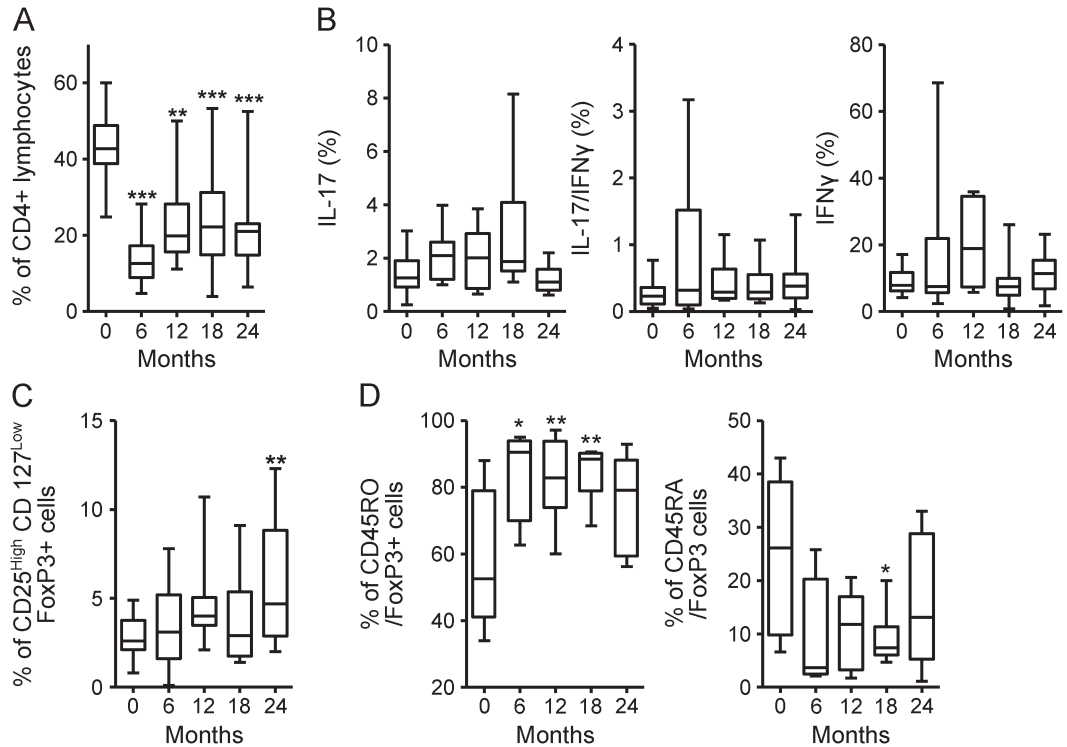 A
% of CD4+ lymphocytes
60
40
20
0
***
**
***
***
0 6 12 18 24
Months
B
IL-17 (%)
10
8
6
4
2
0
0 6 12 18 24
Months
IL-17/IFNγ (%)
4
3
2
1
0
0 6 12 18 24
Months
IFNγ (%)
80
60
40
20
0
0 6 12 18 24
Months
C
% of CD25High CD 127Low
FoxP3+ cells
15
10
5
0
**
0 6 12 18 24
Months
D
% of CD45RO
/FoxP3+ cells
100
80
60
40
20
*
**
**
0 6 12 18 24
Months
% of CD45RA
/FoxP3 cells
50
40
30
20
10
0
*
0 6 12 18 24
Months